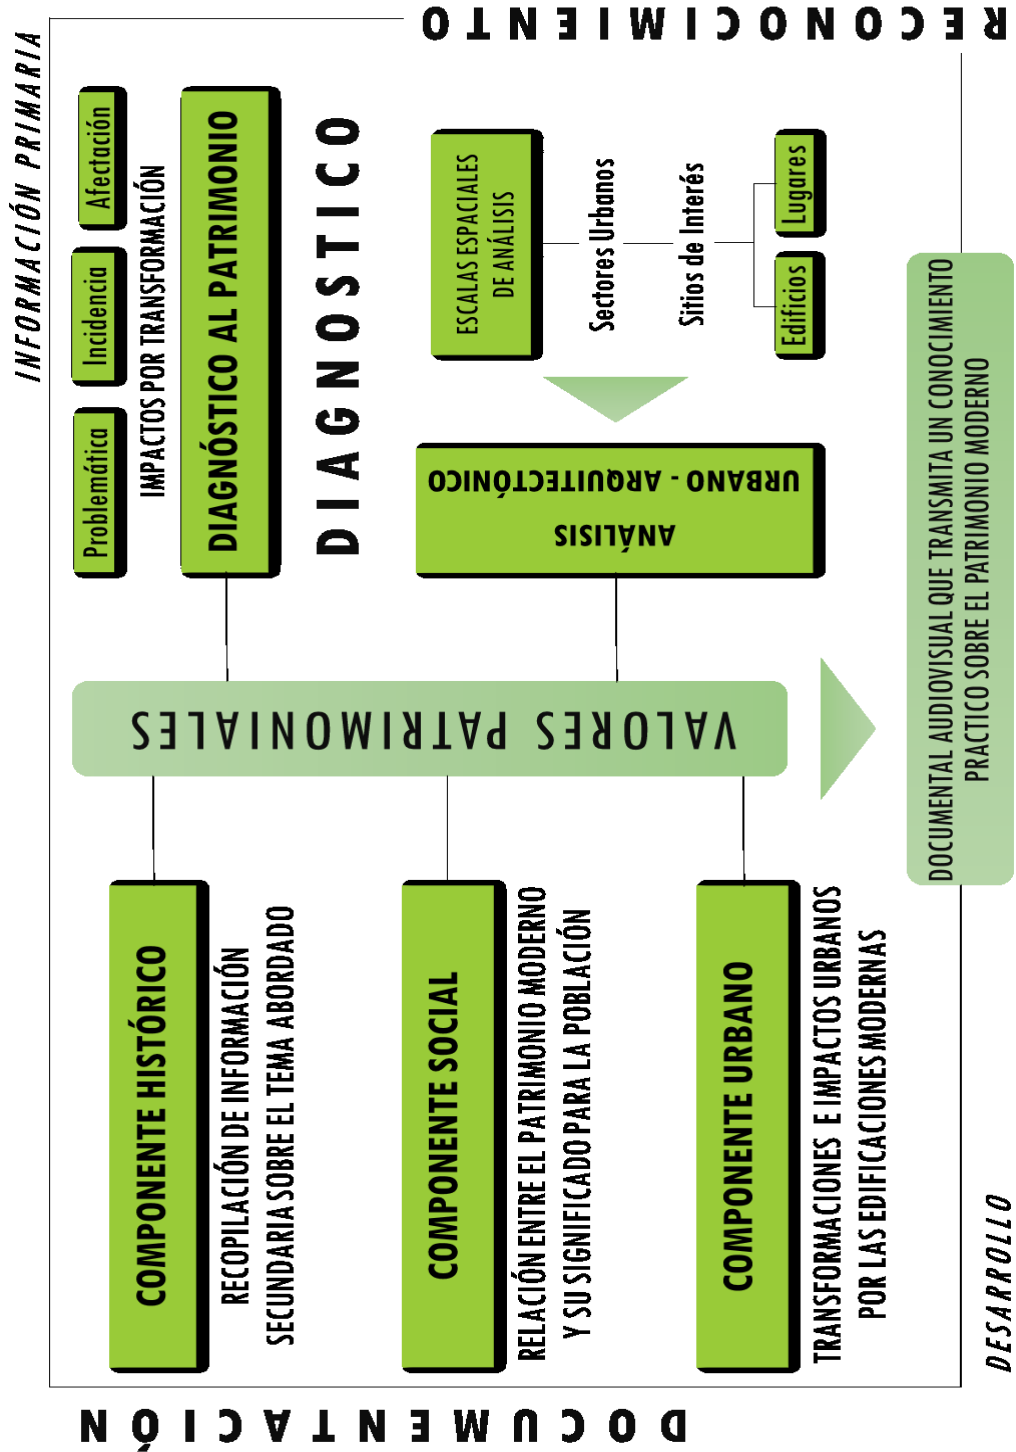 INFORMACIÓN PRIMARIA
DOCUMENTACIÓN
COMPONENTE HISTÓRICO
RECOPILACIÓN DE INFORMACIÓN
SECUNDARIA SOBRE EL TEMA ABORDADO
COMPONENTE SOCIAL
RELACIÓN ENTRE EL PATRIMONIO MODERNO
Y SU SIGNIFICADO PARA LA POBLACIÓN
COMPONENTE URBANO
TRANSFORMACIONES E IMPACTOS URBANOS
POR LAS EDIFICACIONES MODERNAS
VALORES PATRIMONIALES
Problemática
Incidencia
Afectación
IMPACTOS POR TRANSFORMACIÓN
DIAGNÓSTICO AL PATRIMONIO
DIAGNOSTICO
ANÁLISIS
URBANO - ARQUITECTÓNICO
ESCALAS ESPACIALES
DE ANÁLISIS
Sectores Urbanos
Sitios de Interés
Edificios
Lugares
RECONOCIMIENTO
DOCUMENTAL AUDIOVISUAL QUE TRANSMITA UN CONOCIMIENTO
PRACTICO SOBRE EL PATRIMONIO MODERNO
DESARROLLO